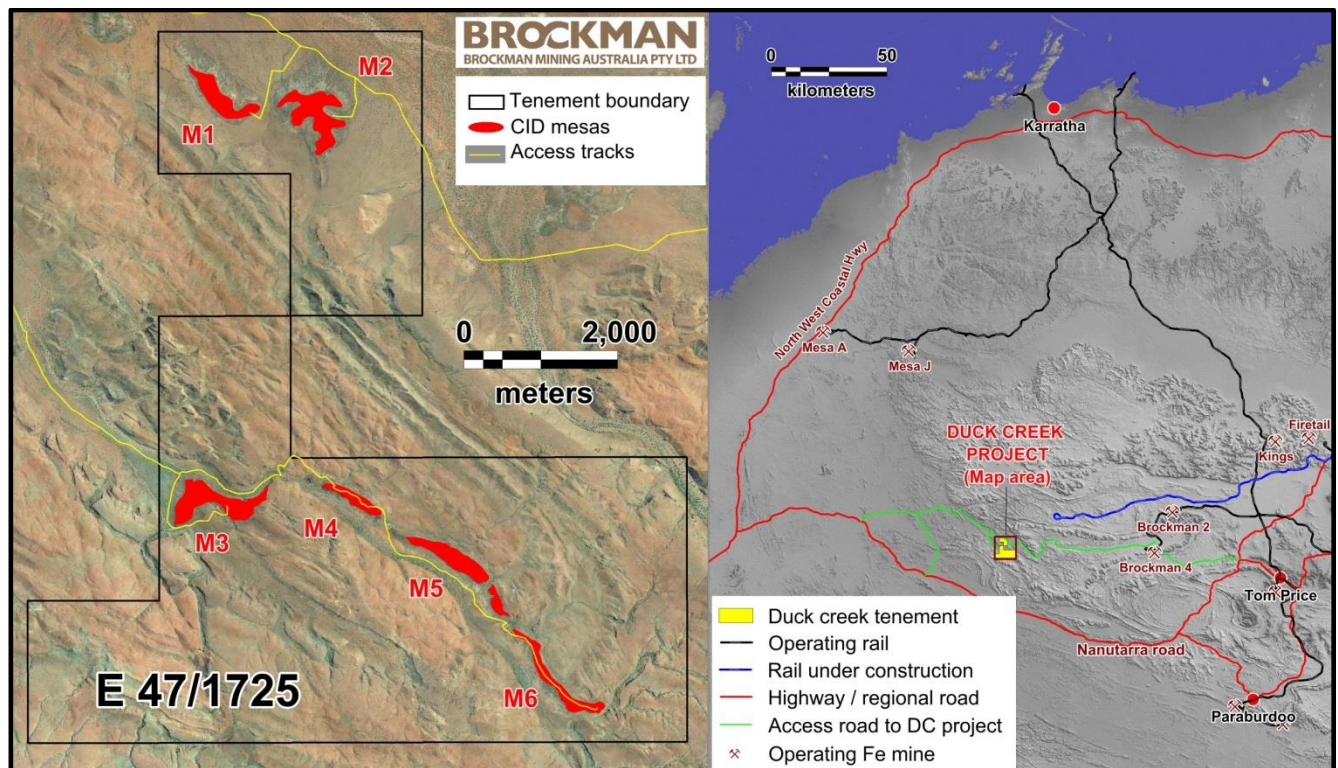 BROCKMAN
BROCKMAN MINING AUSTRALIA PTY LTD
Tenement boundary
CID mesas
Access tracks
M1
M2
0 2,000
meters
M3
M4
M5
M6
E 47/1725
0 50
kilometers
Karratha
North West Coastal Hwy
Mesa A
Mesa J
DUCK CREEK
PROJECT
(Map area)
Firetail
Kings
Brockman 2
Brockman 4
Tom Price
Nanutarra road
Paraburdoo
Duck creek tenement
Operating rail
Rail under construction
Highway / regional road
Access road to DC project
Operating Fe mine